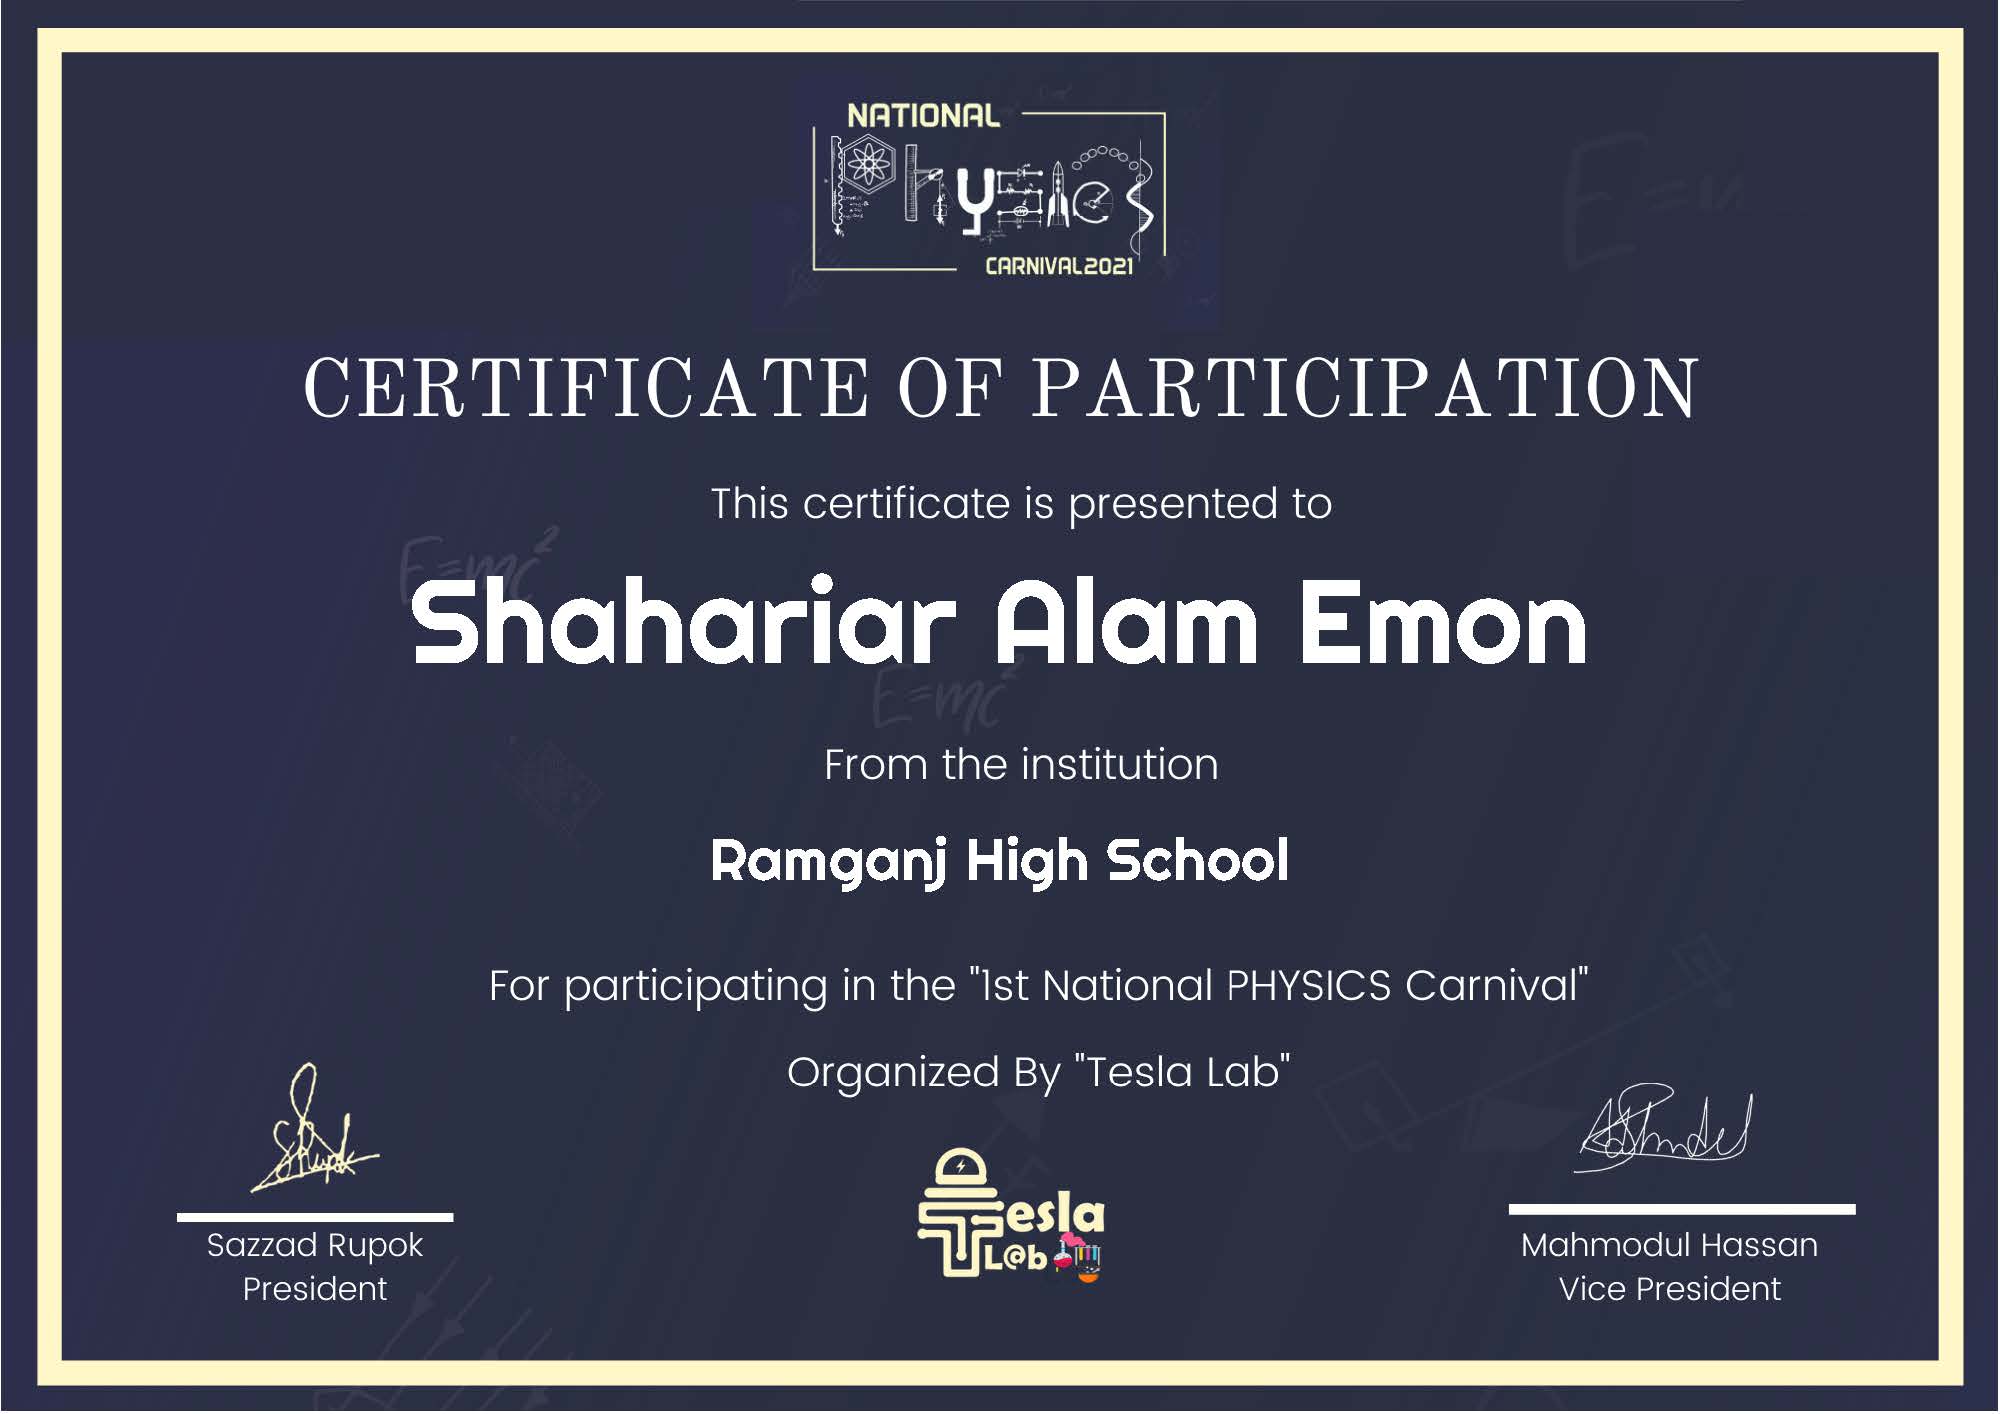 NATIONAL
Physics
CARNIVAL2021
CERTIFICATE OF PARTICIPATION
This certificate is presented to
E=mc²
Shahariar Alam Emon
E=mc²
From the institution
Ramganj High School
For participating in the "1st National PHYSICS Carnival"
Organized By "Tesla Lab"
Tesla
L@b
Sazzad Rupok
President
Mahmodul Hassan
Vice President